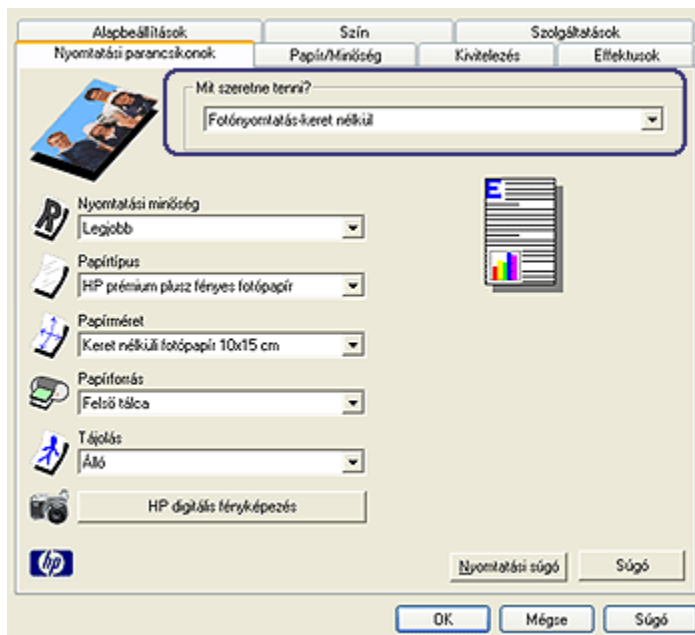 Alapbeállítások Szín Szolgáltatások
Nyomtatási parancsikonok Papír/Minőség Kivitelezés Effektusok
Mit szeretne tenni?
Fotónyomtatás-keret nélkül
E
Nyomtatási minőség
Legjobb
Papírtípus
HP prémium plusz fényes fotópapír
Papírméret
Keret nélküli fotópapír 10x15 cm
Papírforrás
Felső tálca
Tájolás
Álló
HP digitális fényképezés
hp
Nyomtatási súgó Súgó
OK Mégse Súgó